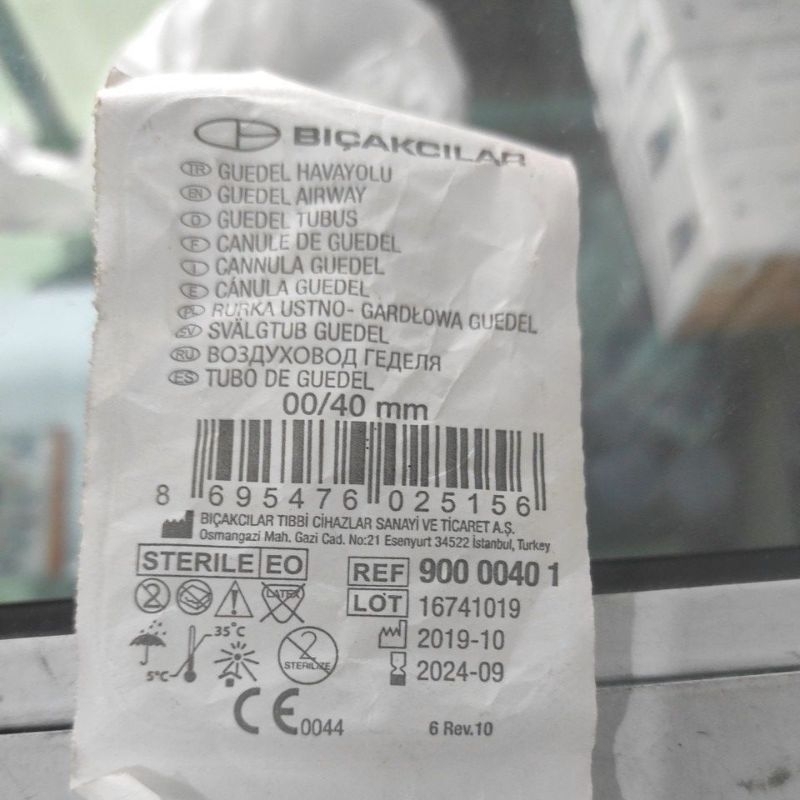 BIÇAKCILAR
TR GUEDEL HAVAYOLU
EN GUEDEL AIRWAY
D GUEDEL TUBUS
F CANULE DE GUEDEL
I CANNULA GUEDEL
E CÁNULA GUEDEL
PL RURKA USTNO- GARDŁOWA GUEDEL
SV SVÄLGTUB GUEDEL
RU ВОЗДУХОВОД ГЕДЕЛЯ
ES TUBO DE GUEDEL
00/40 mm
8 695476 025156
BIÇAKCILAR TIBBİ CİHAZLAR SANAYİ VE TİCARET A.Ş.
Osmangazi Mah. Gazi Cad. No:21 Esenyurt 34522 İstanbul, Turkey
STERILE EO
REF 900 0040 1
2 LATEX
LOT 16741019
35°C
2019-10
2 STERILIZE
5°C
2024-09
CE 0044
6 Rev.10